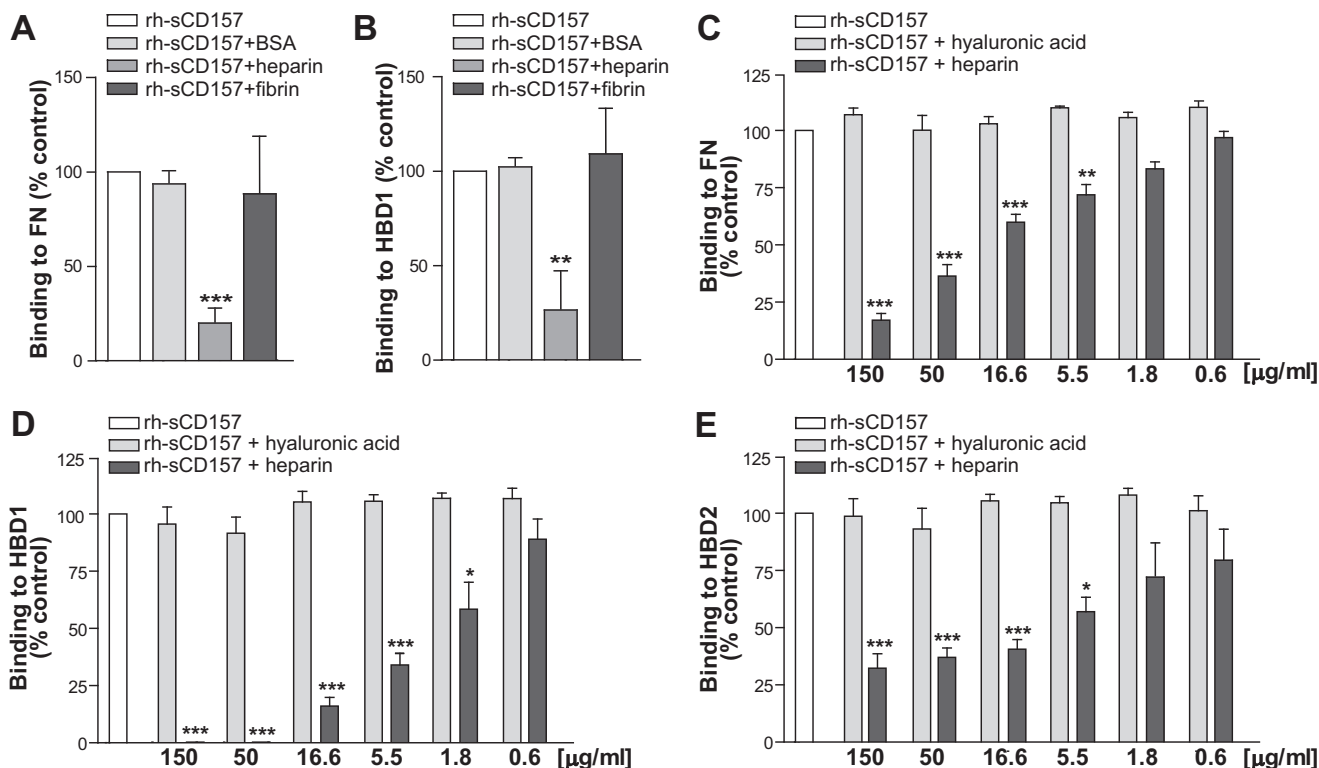 A
rh-sCD157
rh-sCD157+BSA
rh-sCD157+heparin
rh-sCD157+fibrin
Binding to FN (% control)
150
100
50
0
***
B
rh-sCD157
rh-sCD157+BSA
rh-sCD157+heparin
rh-sCD157+fibrin
Binding to HBD1 (% control)
150
100
50
0
**
C
rh-sCD157
rh-sCD157 + hyaluronic acid
rh-sCD157 + heparin
Binding to FN
(% control)
125
100
75
50
25
0
***
***
***
**
150 50 16.6 5.5 1.8 0.6 [µg/ml]
D
rh-sCD157
rh-sCD157 + hyaluronic acid
rh-sCD157 + heparin
Binding to HBD1
(% control)
125
100
75
50
25
0
***
***
***
***
*
150 50 16.6 5.5 1.8 0.6 [µg/ml]
E
rh-sCD157
rh-sCD157 + hyaluronic acid
rh-sCD157 + heparin
Binding to HBD2
(% control)
125
100
75
50
25
0
***
***
***
*
150 50 16.6 5.5 1.8 0.6 [µg/ml]